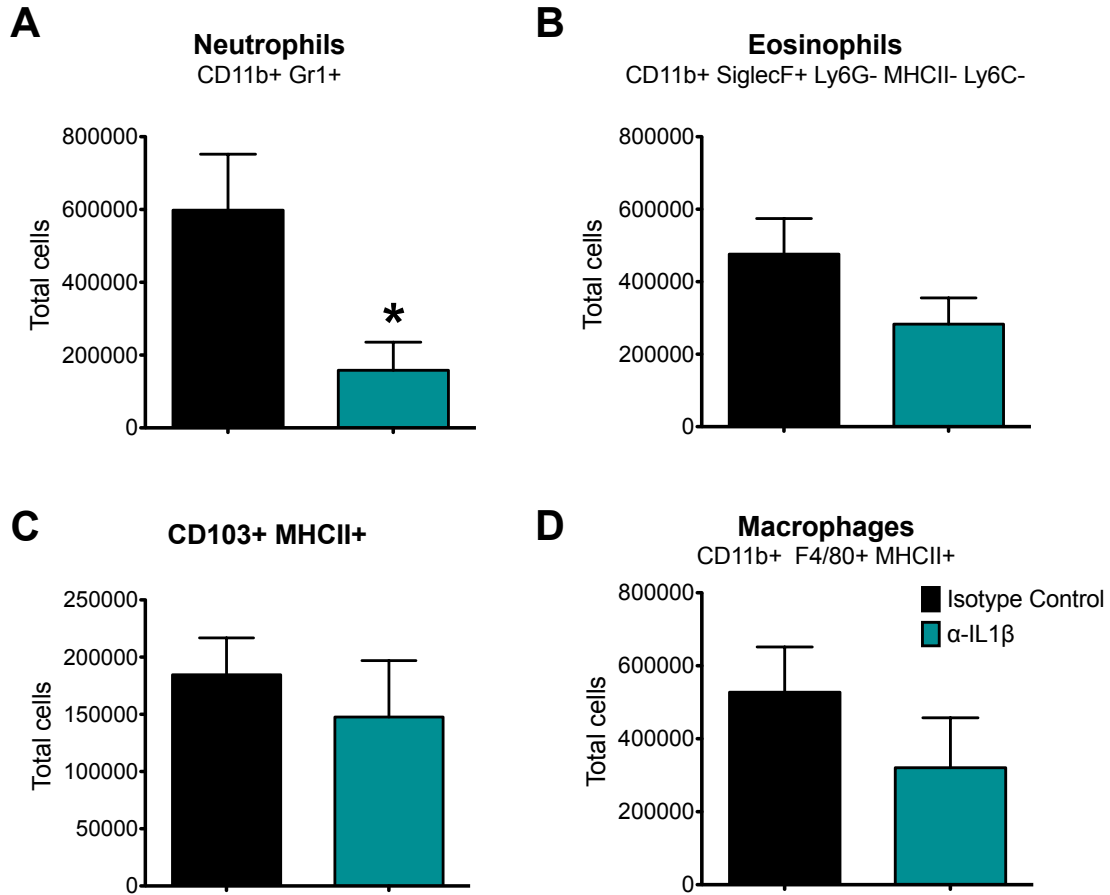 A
Neutrophils
CD11b+ Gr1+
800000
600000
400000
200000
0
Total cells
*
B
Eosinophils
CD11b+ SiglecF+ Ly6G- MHCII- Ly6C-
800000
600000
400000
200000
0
Total cells
C
CD103+ MHCII+
250000
200000
150000
100000
50000
0
Total cells
D
Macrophages
CD11b+ F4/80+ MHCII+
800000
600000
400000
200000
0
Total cells
Isotype Control
α-IL1β